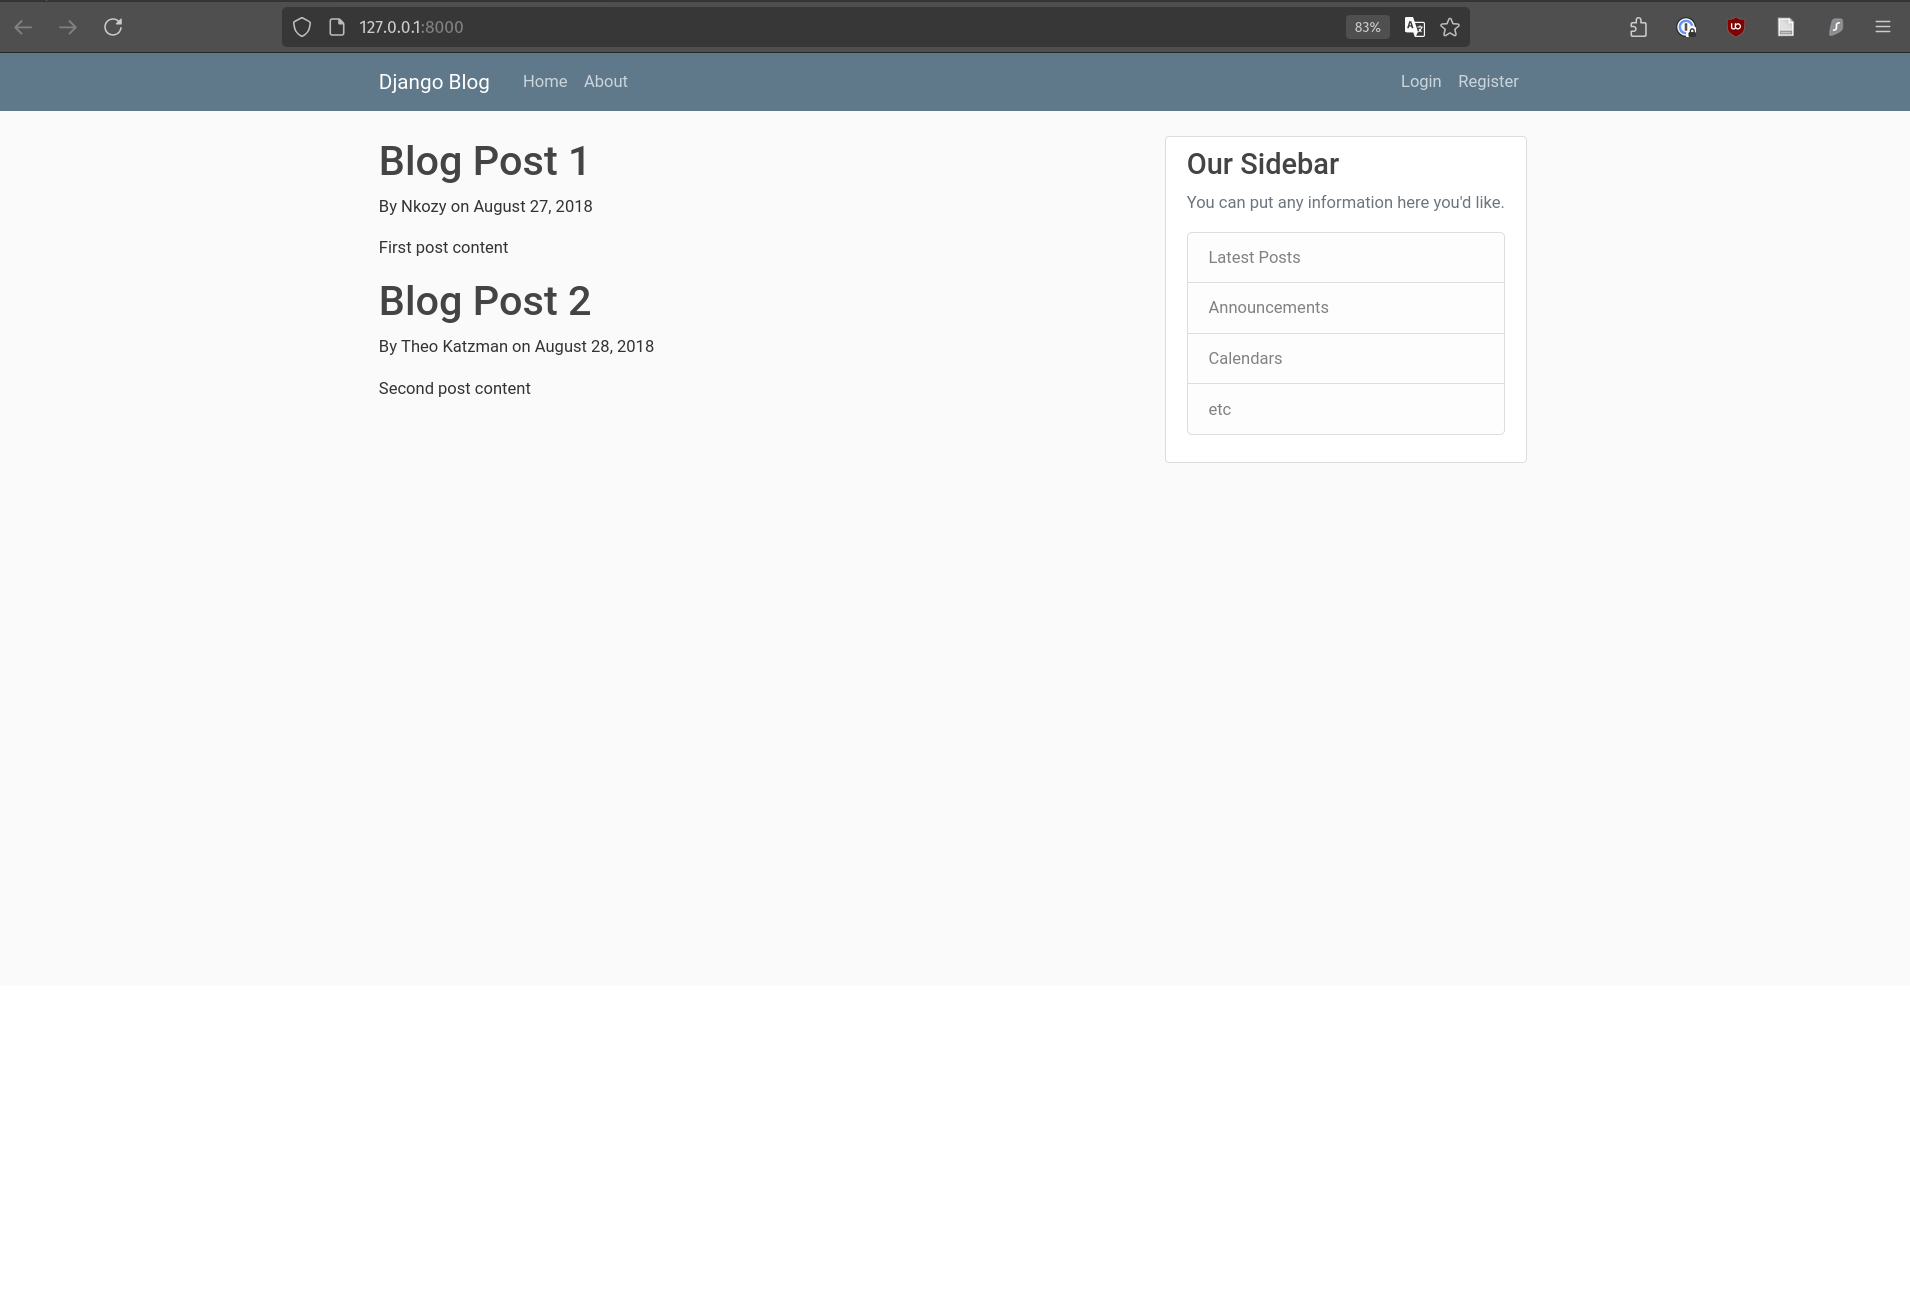 127.0.0.1:8000
83%
Django Blog Home About Login Register
Blog Post 1
By Nkozy on August 27, 2018
First post content
Blog Post 2
By Theo Katzman on August 28, 2018
Second post content
Our Sidebar
You can put any information here you'd like.
Latest Posts
Announcements
Calendars
etc